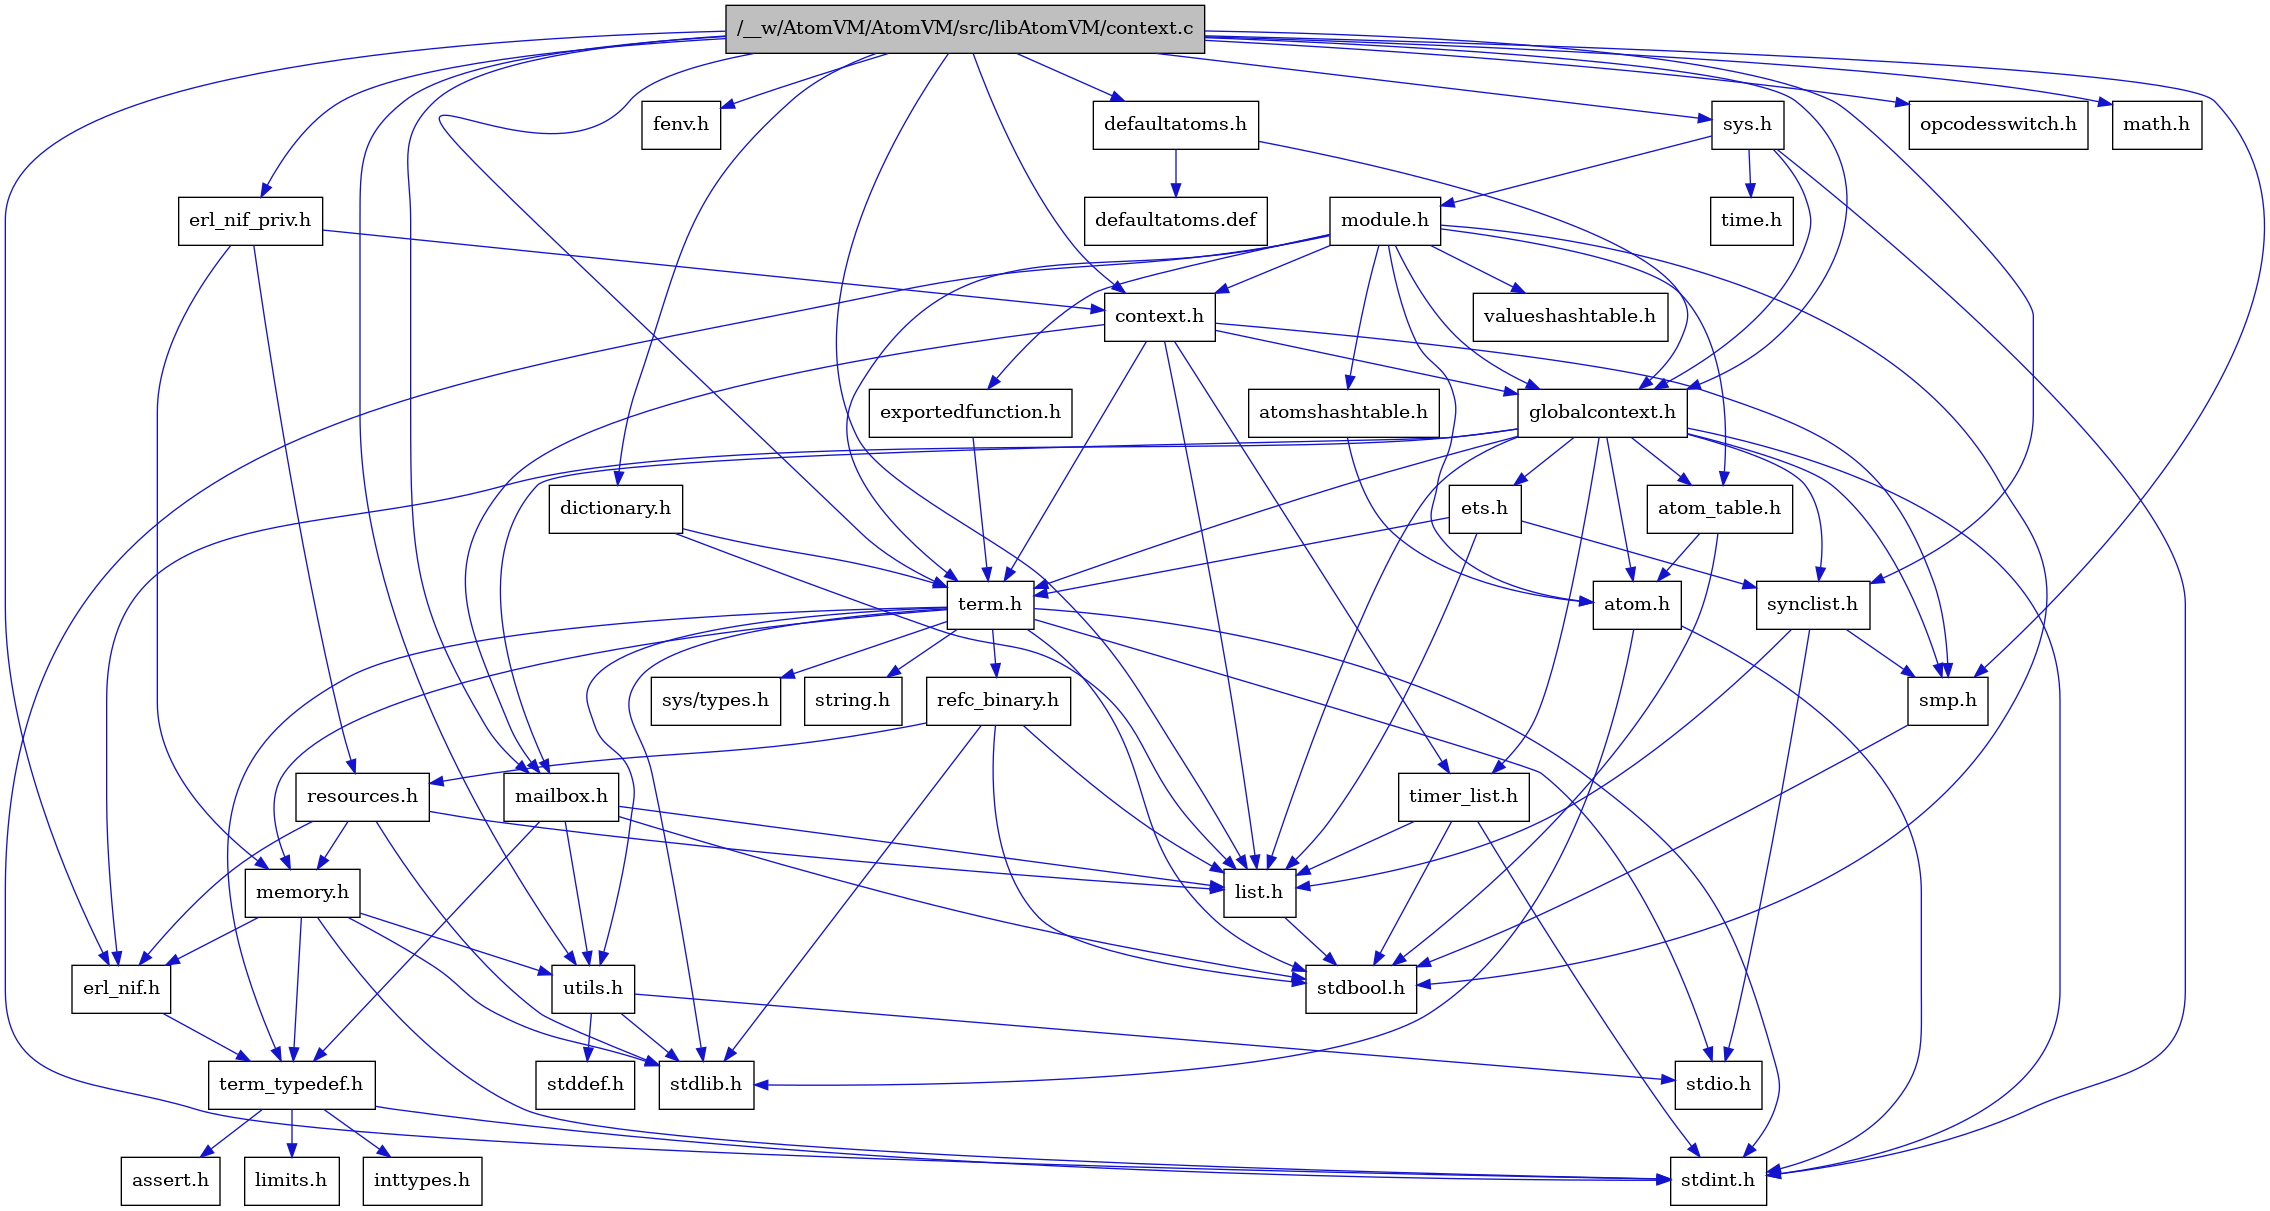 /__w/AtomVM/AtomVM/src/libAtomVM/context.c
fenv.h
defaultatoms.h
sys.h
opcodesswitch.h
math.h
erl_nif_priv.h
defaultatoms.def
module.h
time.h
context.h
valueshashtable.h
exportedfunction.h
atomshashtable.h
globalcontext.h
dictionary.h
ets.h
atom_table.h
term.h
atom.h
synclist.h
sys/types.h
string.h
refc_binary.h
smp.h
resources.h
mailbox.h
timer_list.h
memory.h
list.h
erl_nif.h
utils.h
stdbool.h
term_typedef.h
stddef.h
stdlib.h
stdio.h
assert.h
limits.h
inttypes.h
stdint.h